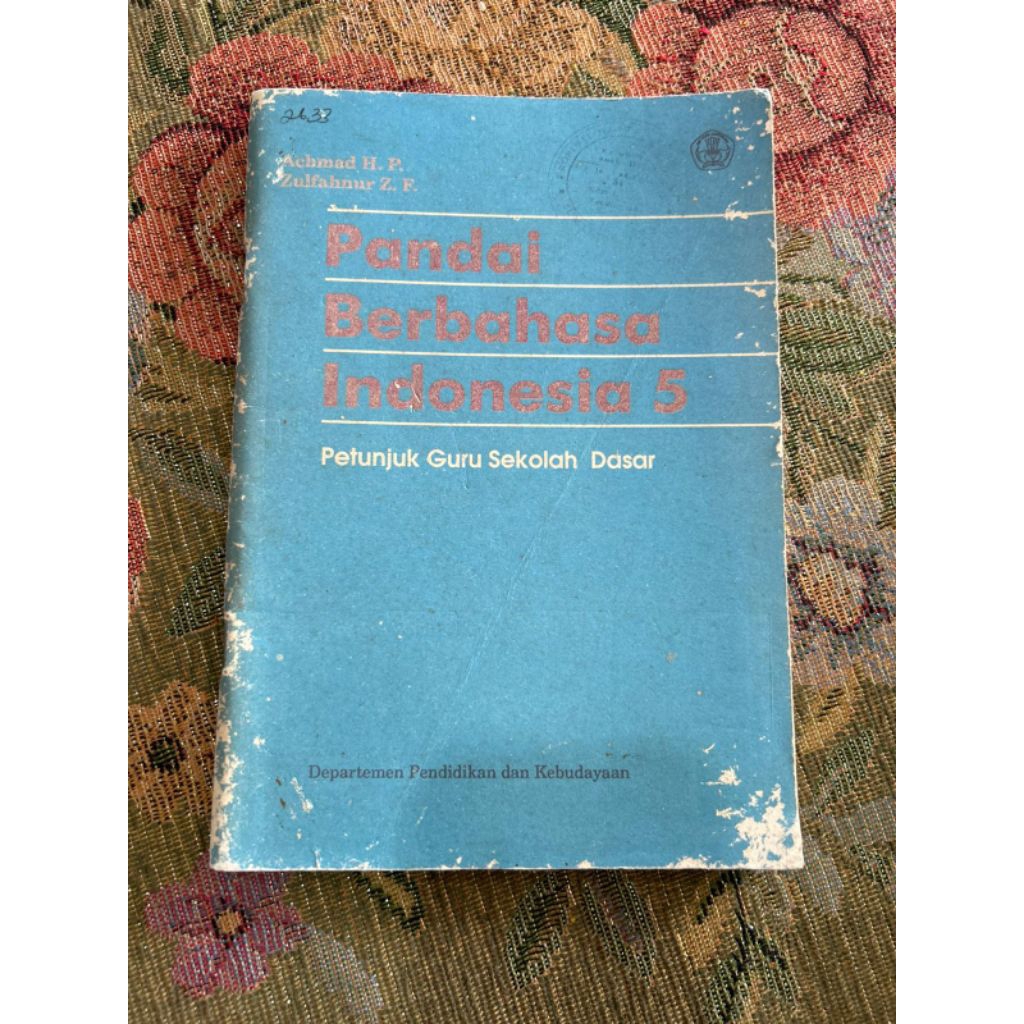 2633
Achmad H. P.
Zulfahnur Z. F.
Pandai
Berbahasa
Indonesia 5
Petunjuk Guru Sekolah Dasar
Departemen Pendidikan dan Kebudayaan